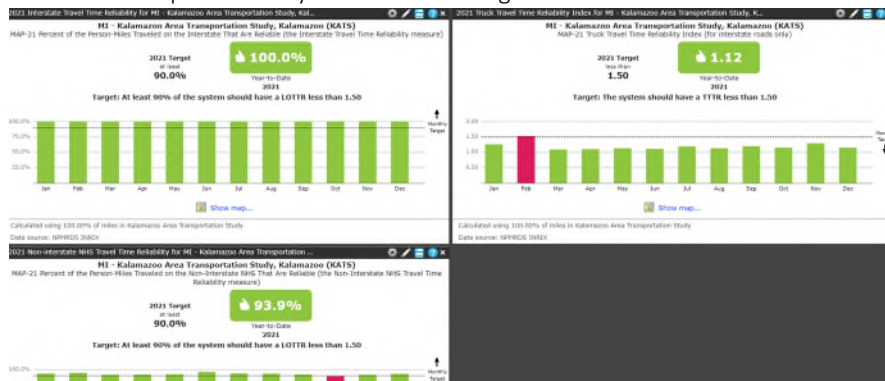 2021 Interstate Travel Time Reliability for MI - Kalamazoo Area Transportation Study, Kal...
MI - Kalamazoo Area Transportation Study, Kalamazoo (KATS)
MAP-21 Percent of the Person-Miles Traveled on the Interstate That Are Reliable (the Interstate Travel Time Reliability measure)
2021 Target
at least
90.0%
100.0%
Year-to-Date
2021
Target: At least 90% of the system should have a LOTTR less than 1.50
Monthly
Target
100.0%
75.0%
50.0%
25.0%
Jan Feb Mar Apr May Jun Jul Aug Sep Oct Nov Dec
Show map...
Calculated using 100.00% of miles in Kalamazoo Area Transportation Study
Data source: NPMRDS INRIX
2021 Truck Travel Time Reliability Index for MI - Kalamazoo Area Transportation Study, K...
MI - Kalamazoo Area Transportation Study, Kalamazoo (KATS)
MAP-21 Truck Travel Time Reliability Index (for interstate roads only)
2021 Target
less than
1.50
1.12
Year-to-Date
2021
Target: The system should have a TTTR less than 1.50
2.00
1.50
1.00
0.50
Jan Feb Mar Apr May Jun Jul Aug Sep Oct Nov Dec
Show map...
Calculated using 100.00% of miles in Kalamazoo Area Transportation Study
Data source: NPMRDS INRIX
2021 Non-interstate NHS Travel Time Reliability for MI - Kalamazoo Area Transportation ...
MI - Kalamazoo Area Transportation Study, Kalamazoo (KATS)
MAP-21 Percent of the Person-Miles Traveled on the Non-Interstate NHS That Are Reliable (the Non-Interstate NHS Travel Time
Reliability measure)
2021 Target
at least
90.0%
93.9%
Year-to-Date
2021
Target: At least 90% of the system should have a LOTTR less than 1.50
Monthly
Target
100.0%